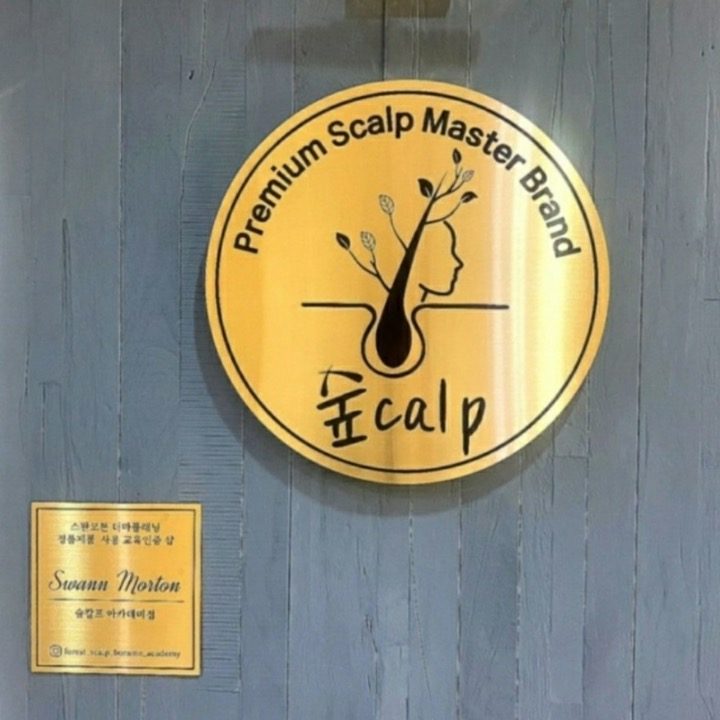 Premium Scalp Master Brand
숲calp
스완모튼 더마플래닝
정품제품 사용 교육인증 샵
Swann Morton
숲칼프 아카데미점